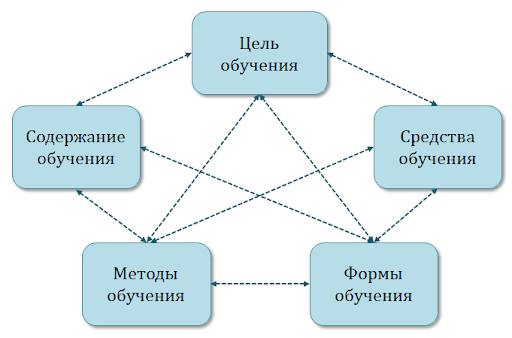 Цель
обучения
Содержание
обучения
Средства
обучения
Методы
обучения
Формы
обучения